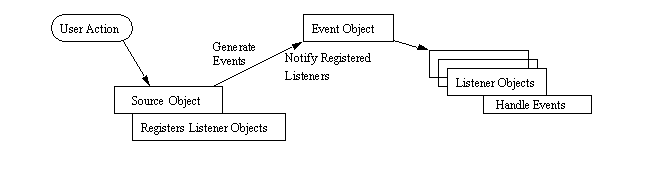 User Action
Event Object
Generate
Events
Notify Registered
Listeners
Source Object
Registers Listener Objects
Listener Objects
Handle Events